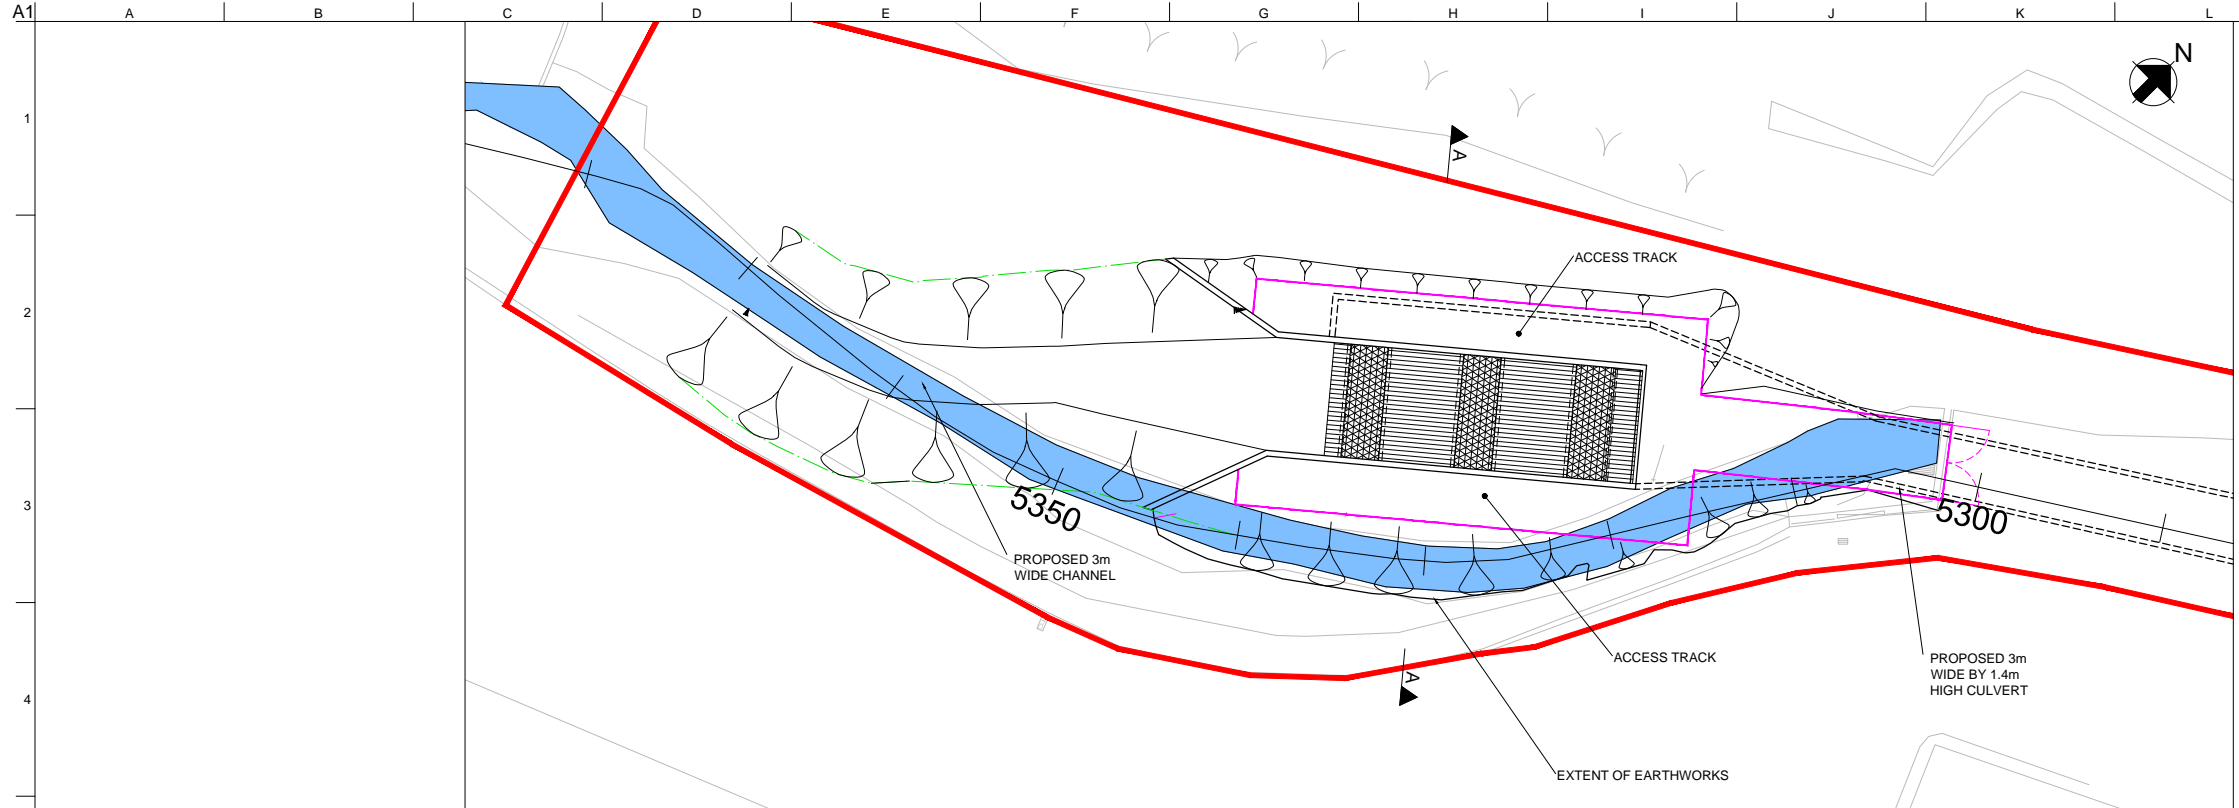 A1
A B C D E F G H I J K L
N
1
A
ACCESS TRACK
2
3
5350
5300
PROPOSED 3m
WIDE CHANNEL
ACCESS TRACK
PROPOSED 3m
WIDE BY 1.4m
HIGH CULVERT
A
4
EXTENT OF EARTHWORKS